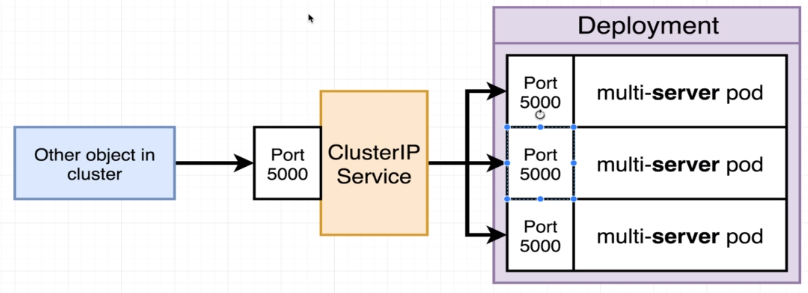 Deployment
Other object in
cluster
Port
5000
ClusterIP
Service
Port
5000
multi-server pod
Port
5000
multi-server pod
Port
5000
multi-server pod